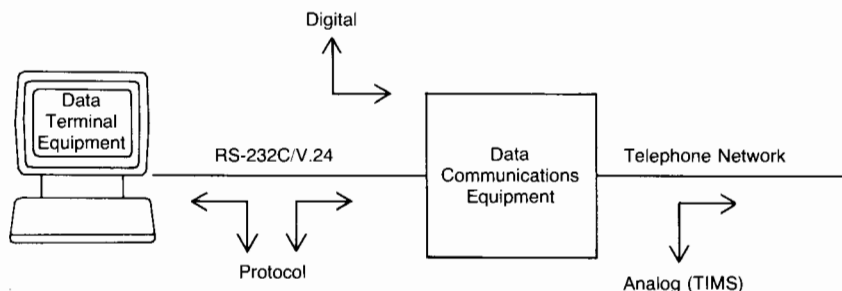 Digital
Data
Terminal
Equipment
RS-232C/V.24
Data
Communications
Equipment
Telephone Network
Protocol
Analog (TIMS)